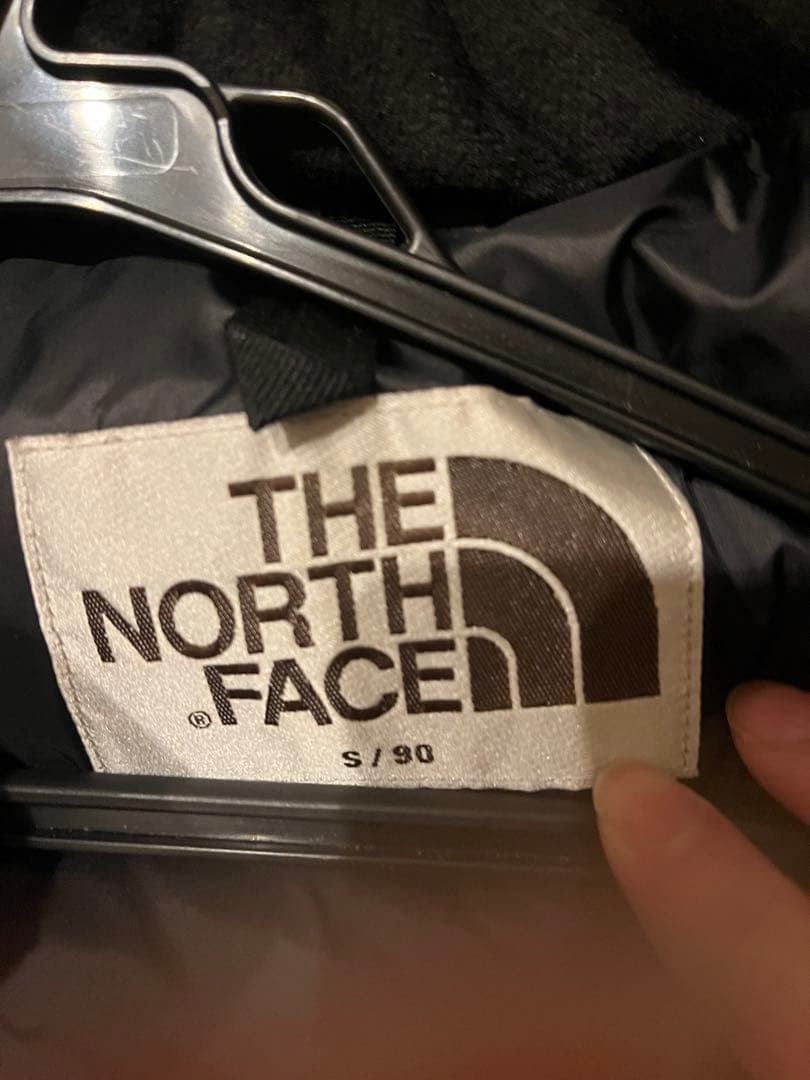 THE
NORTH
FACE
®
S / 90